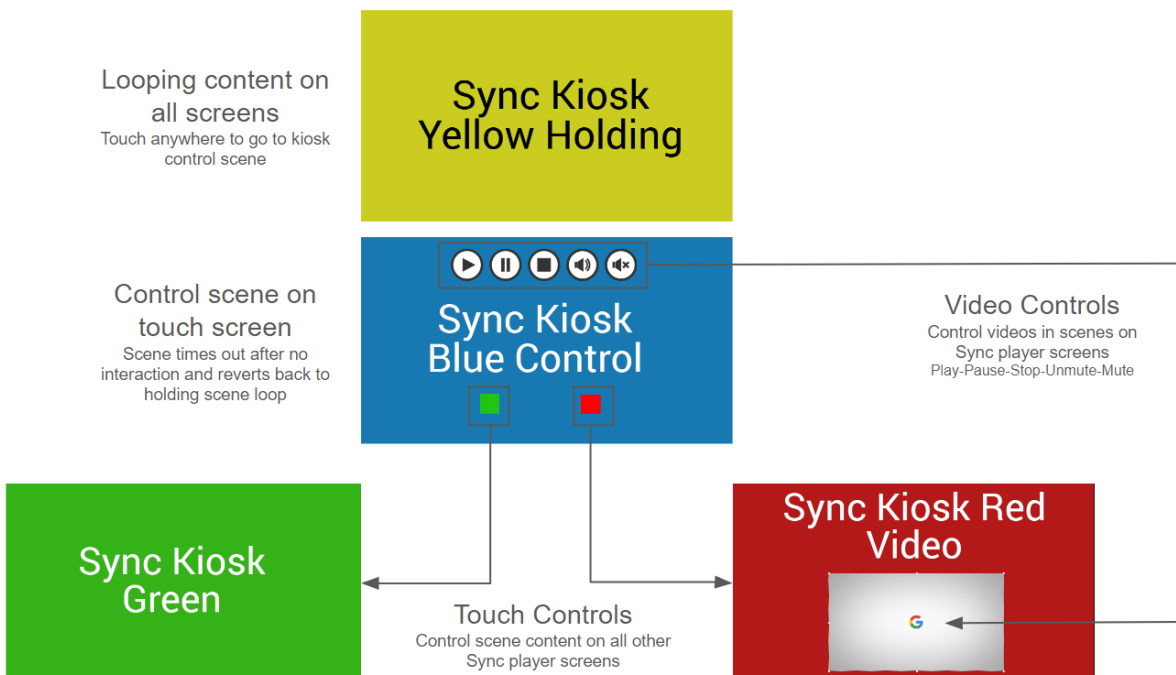 Looping content on
all screens
Touch anywhere to go to kiosk
control scene
Sync Kiosk
Yellow Holding
Control scene on
touch screen
Scene times out after no
interaction and reverts back to
holding scene loop
Sync Kiosk
Blue Control
Video Controls
Control videos in scenes on
Sync player screens
Play-Pause-Stop-Unmute-Mute
Sync Kiosk
Green
Touch Controls
Control scene content on all other
Sync player screens
Sync Kiosk Red
Video
G